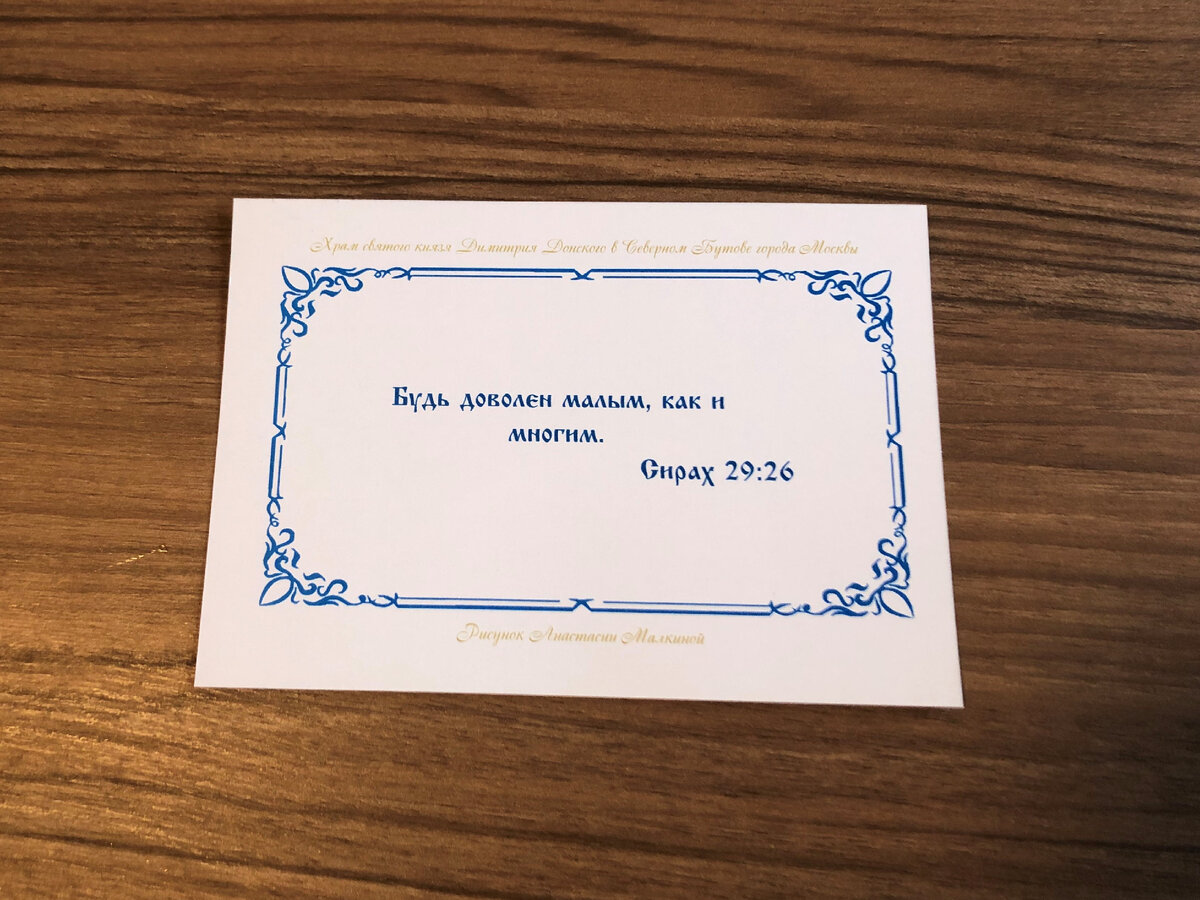 Храм святого князя Димитрия Донского в Северном Бутове города Москвы
Будь доволен малым, как и
многим.
Сирах 29:26
Рисунок Анастасии Малкиной